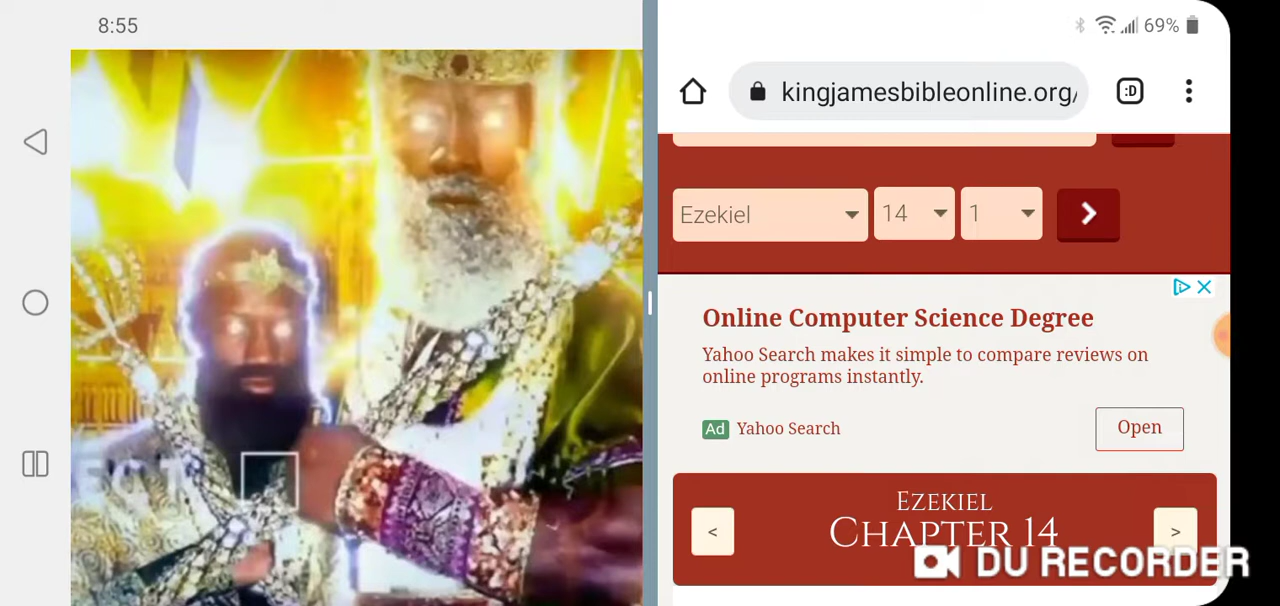 8:55
69%
kingjamesbibleonline.org/
:D
Ezekiel
14
1
Online Computer Science Degree
Yahoo Search makes it simple to compare reviews on
online programs instantly.
Ad Yahoo Search
Open
EZEKIEL
< CHAPTER 14 >
DU RECORDER